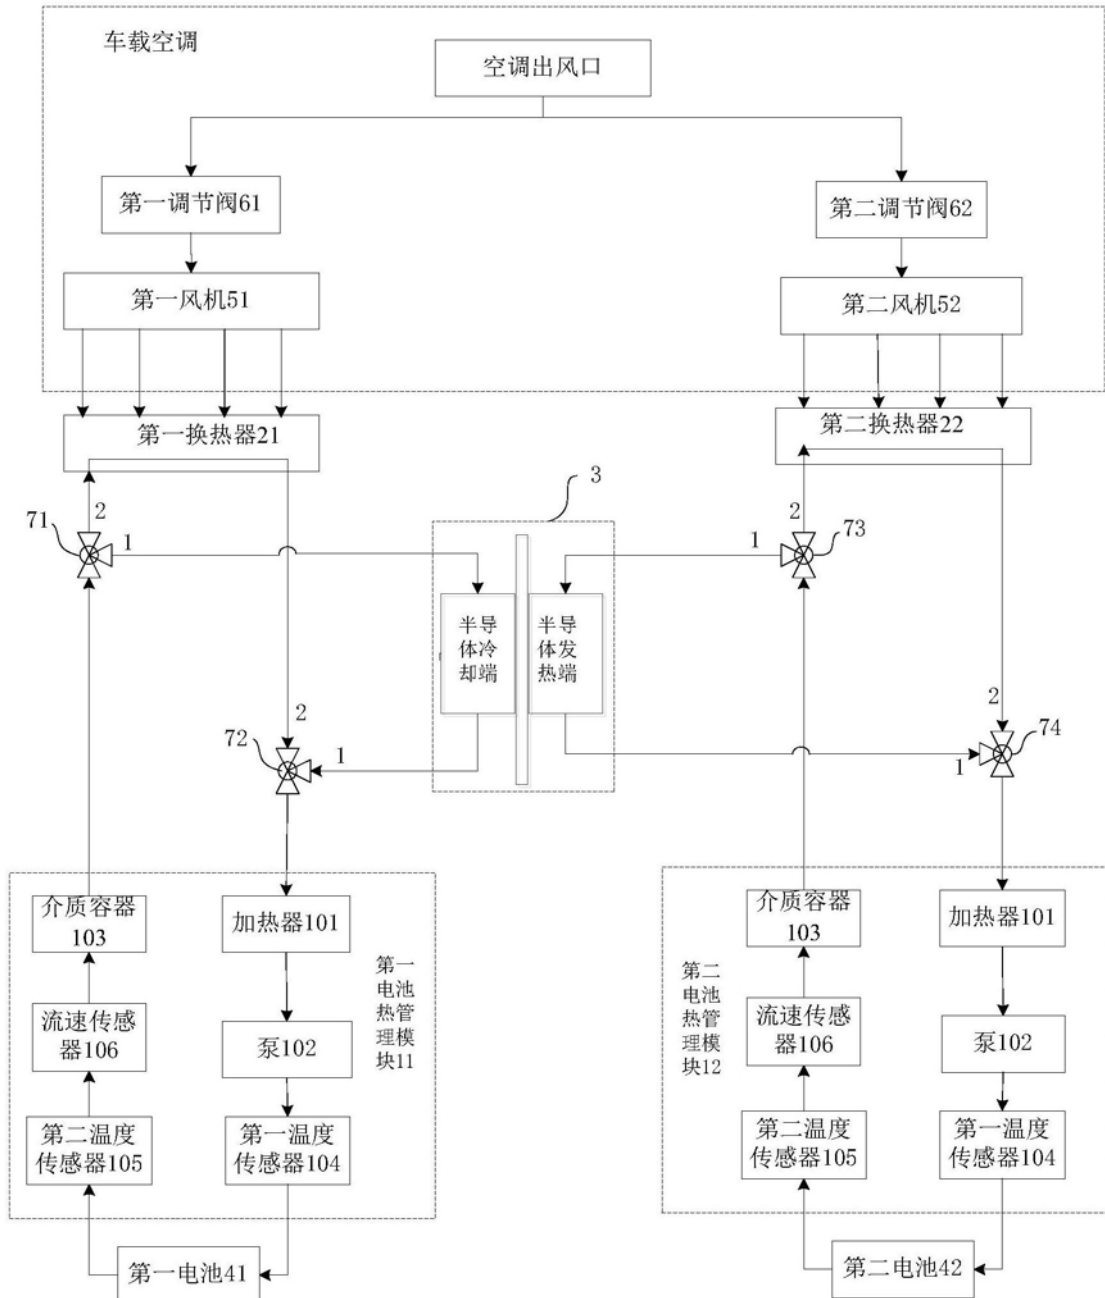 车载空调
空调出风口
第一调节阀61
第二调节阀62
第一风机51
第二风机52
第一换热器21
第二换热器22
3
71
2
1
2
73
1
半导
体冷
却端
半导
体发
热端
2
72
1
2
74
1
介质容器
103
加热器101
第一
电池
热管
理模
块11
流速传感
器106
泵102
第二温度
传感器105
第一温度
传感器104
第一电池41
介质容器
103
加热器101
第二
电池
热管
理模
块12
流速传感
器106
泵102
第二温度
传感器105
第一温度
传感器104
第二电池42